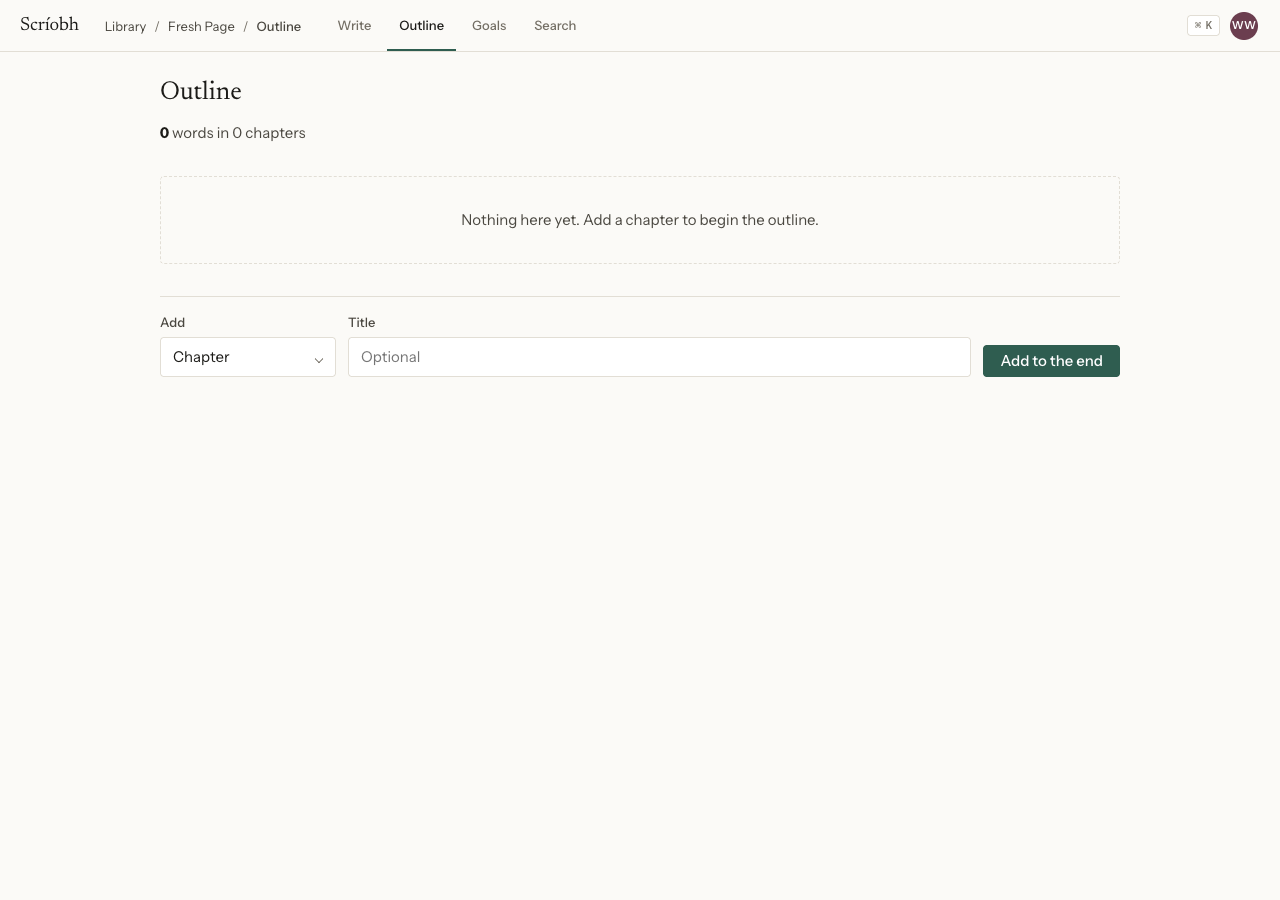 Scríobh Library / Fresh Page / Outline Write Outline Goals Search ⌘ K WW
Outline
0 words in 0 chapters
Nothing here yet. Add a chapter to begin the outline.
Add Title
Chapter Optional Add to the end